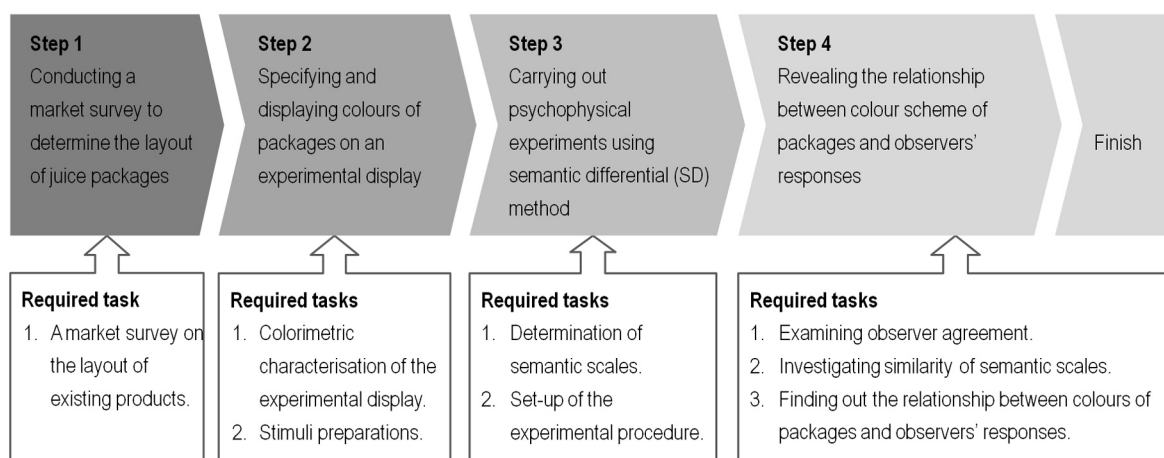 Step 1
Conducting a
market survey to
determine the layout
of juice packages
Step 2
Specifying and
displaying colours of
packages on an
experimental display
Step 3
Carrying out
psychophysical
experiments using
semantic differential (SD)
method
Step 4
Revealing the relationship
between colour scheme of
packages and observers'
responses
Finish
Required task
1. A market survey on
the layout of
existing products.
Required tasks
1. Colorimetric
characterisation of the
experimental display.
2. Stimuli preparations.
Required tasks
1. Determination of
semantic scales.
2. Set-up of the
experimental procedure.
Required tasks
1. Examining observer agreement.
2. Investigating similarity of semantic scales.
3. Finding out the relationship between colours of
packages and observers' responses.